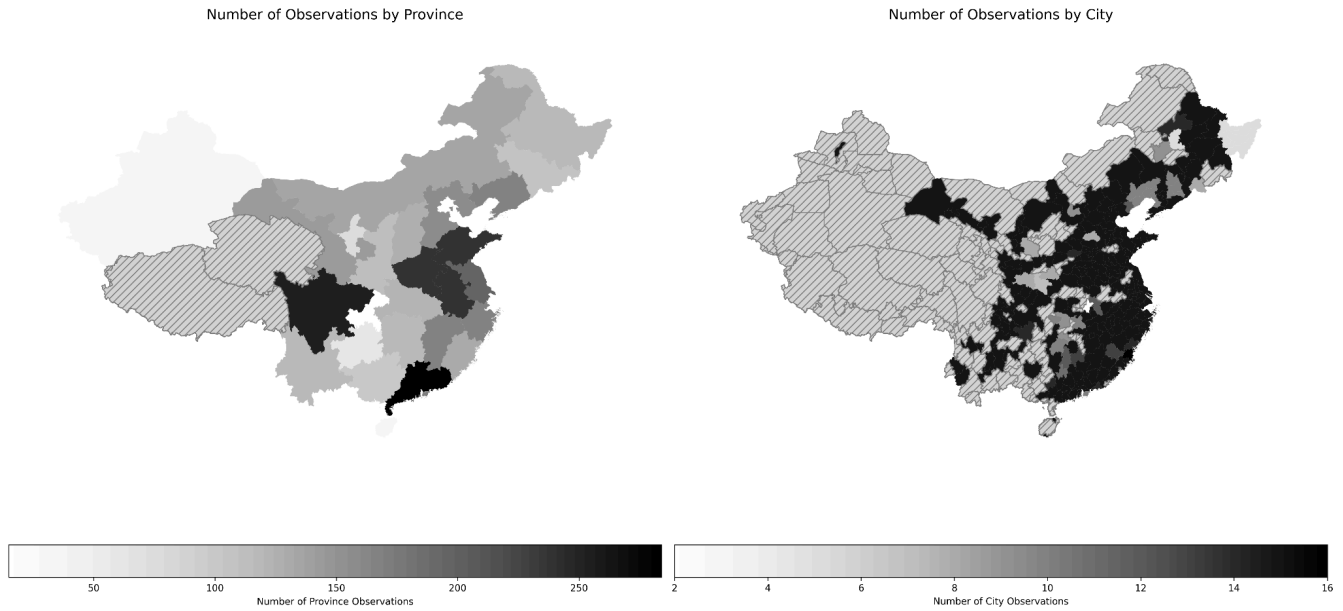 Number of Observations by Province
Number of Observations by City
50 100 150 200 250
Number of Province Observations
2 4 6 8 10 12 14 16
Number of City Observations